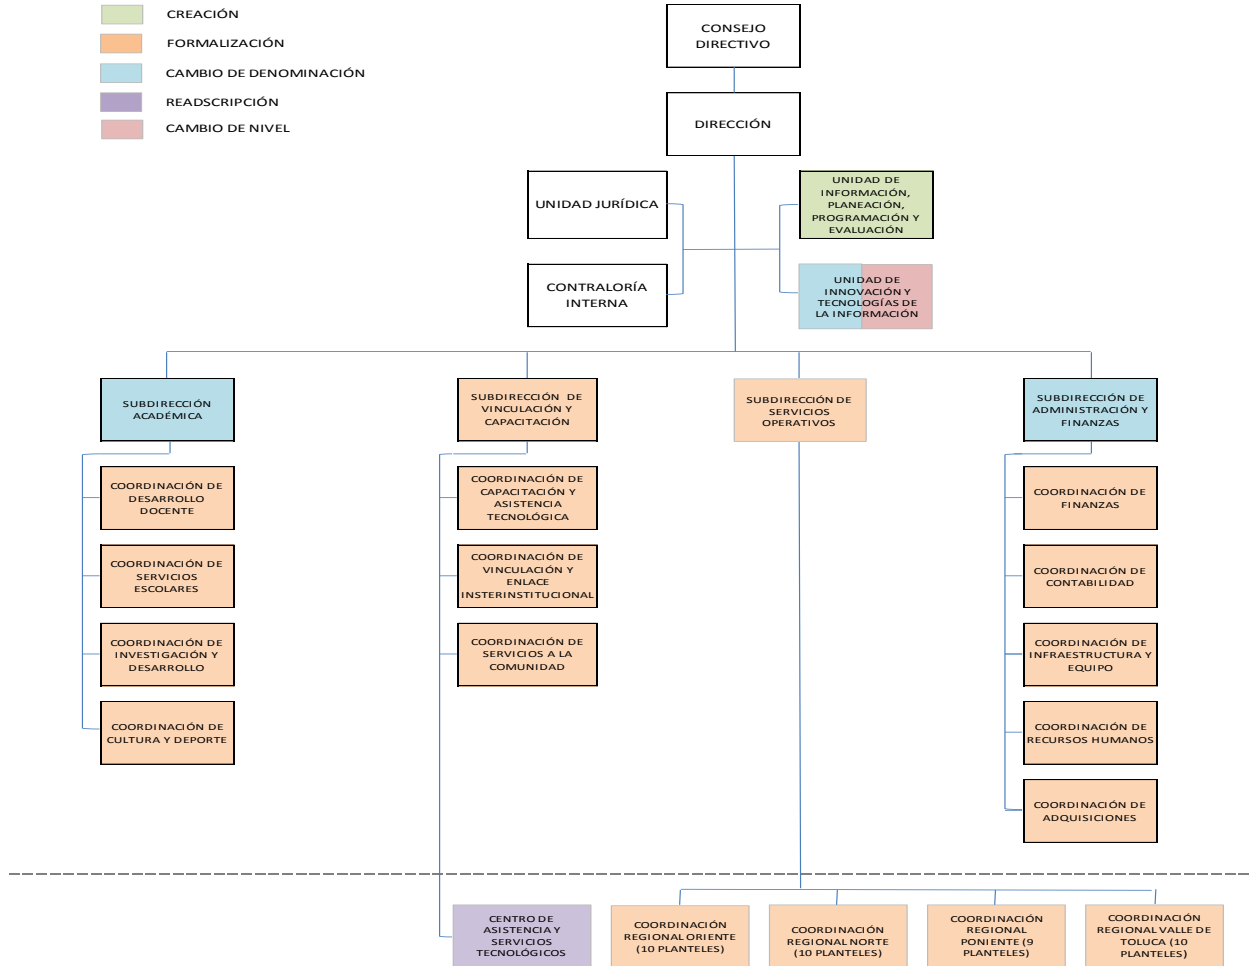 CREACIÓN
FORMALIZACIÓN
CAMBIO DE DENOMINACIÓN
READSCRIPCIÓN
CAMBIO DE NIVEL
CONSEJO
DIRECTIVO
DIRECCIÓN
UNIDAD JURÍDICA
UNIDAD DE
INFORMACIÓN,
PLANEACIÓN,
PROGRAMACIÓN Y
EVALUACIÓN
CONTRALORÍA
INTERNA
UNIDAD DE
INNOVACIÓN Y
TECNOLOGÍAS DE
LA INFORMACIÓN
SUBDIRECCIÓN
ACADÉMICA
SUBDIRECCIÓN DE
VINCULACIÓN Y
CAPACITACIÓN
SUBDIRECCIÓN DE
SERVICIOS
OPERATIVOS
SUBDIRECCIÓN DE
ADMINISTRACIÓN Y
FINANZAS
COORDINACIÓN DE
DESARROLLO
DOCENTE
COORDINACIÓN DE
SERVICIOS
ESCOLARES
COORDINACIÓN DE
INVESTIGACIÓN Y
DESARROLLO
COORDINACIÓN DE
CULTURA Y DEPORTE
COORDINACIÓN DE
CAPACITACIÓN Y
ASISTENCIA
TECNOLÓGICA
COORDINACIÓN DE
VINCULACIÓN Y
ENLACE
INSTERINSTITUCIONAL
COORDINACIÓN DE
SERVICIOS A LA
COMUNIDAD
COORDINACIÓN DE
FINANZAS
COORDINACIÓN DE
CONTABILIDAD
COORDINACIÓN DE
INFRAESTRUCTURA Y
EQUIPO
COORDINACIÓN DE
RECURSOS HUMANOS
COORDINACIÓN DE
ADQUISICIONES
CENTRO DE
ASISTENCIA Y
SERVICIOS
TECNOLÓGICOS
COORDINACIÓN
REGIONAL ORIENTE
(10 PLANTELES)
COORDINACIÓN
REGIONAL NORTE
(10 PLANTELES)
COORDINACIÓN
REGIONAL
PONIENTE (9
PLANTELES)
COORDINACIÓN
REGIONAL VALLE DE
TOLUCA (10
PLANTELES)